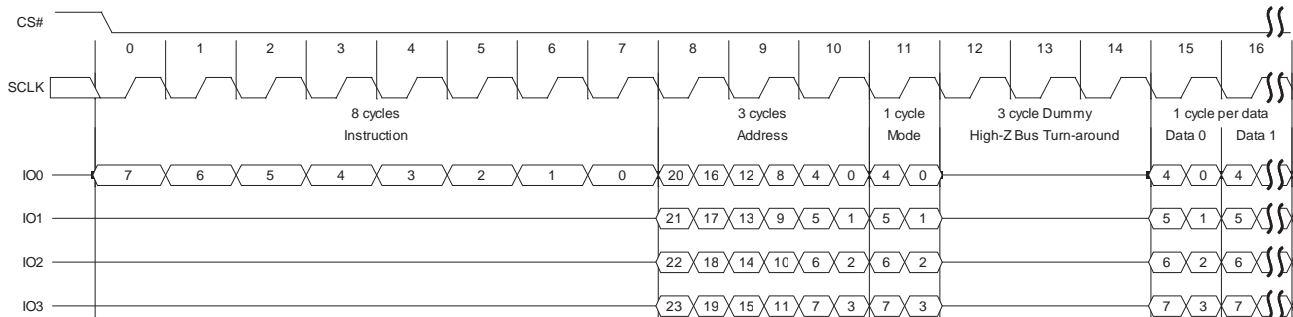 CS#
0 1 2 3 4 5 6 7 8 9 10 11 12 13 14 15 16
SCLK
8 cycles 3 cycles 1 cycle 3 cycle Dummy 1 cycle per data
Instruction Address Mode High-Z Bus Turn-around Data 0 Data 1
IO0 7 6 5 4 3 2 1 0 20 16 12 8 4 0 4 0 4 0 4
IO1 21 17 13 9 5 1 5 1 5 1 5
IO2 22 18 14 10 6 2 6 2 6 2 6
IO3 23 19 15 11 7 3 7 3 7 3 7